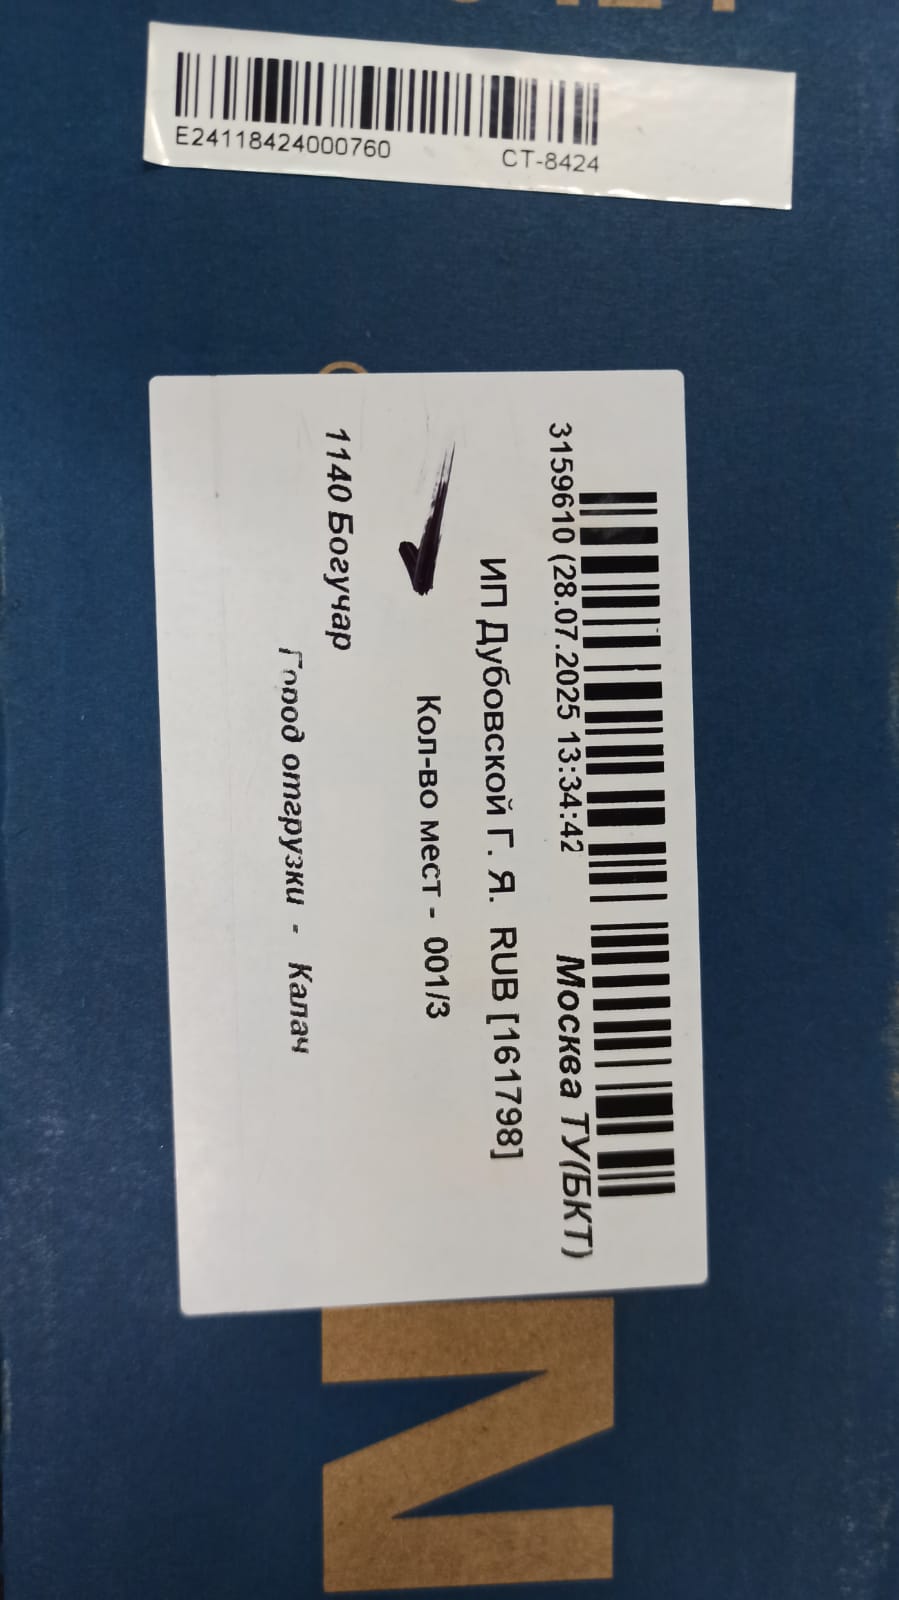 E24118424000760 CT-8424
3159610 (28.07.2025 13:34:42 Москва ТУ(БКТ)
ИП Дубовской Г. Я. RUB [161798]
Кол-во мест - 001/3
1140 Богучар
Город отгрузки - Калач
N